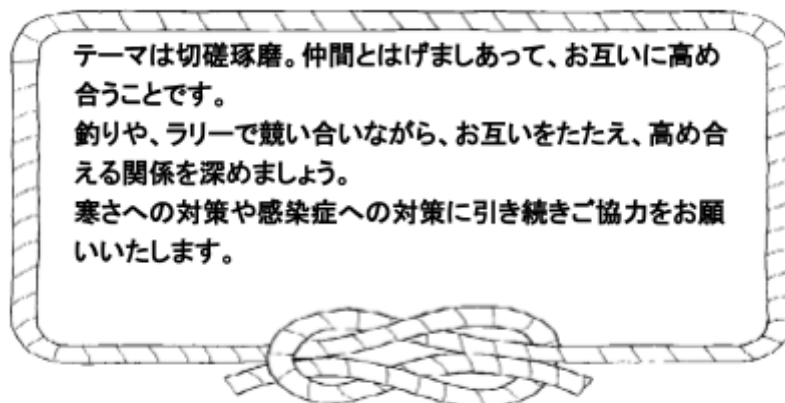 テーマは切磋琢磨。仲間とはげましあって、お互いに高め
合うことです。
釣りや、ラリーで競い合いながら、お互いをたたえ、高め合
える関係を深めましょう。
寒さへの対策や感染症への対策に引き続きご協力をお願
いいたします。